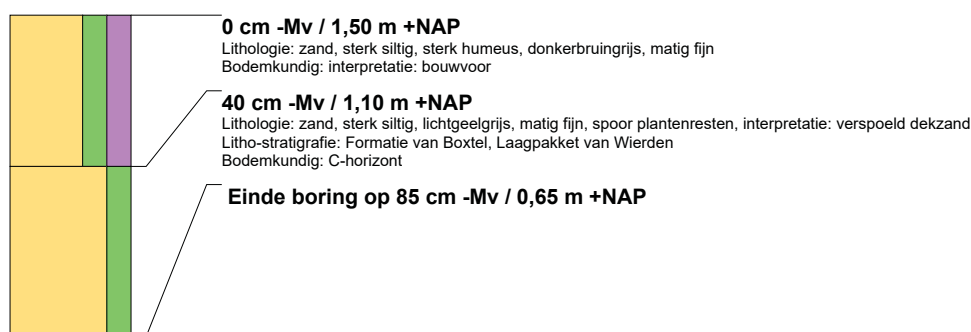 0 cm -Mv / 1,50 m +NAP
Lithologie: zand, sterk siltig, sterk humeus, donkerbruingrijs, matig fijn
Bodemkundig: interpretatie: bouwvoor
40 cm -Mv / 1,10 m +NAP
Lithologie: zand, sterk siltig, lichtgeelgrijs, matig fijn, spoor plantenresten, interpretatie: verspoeld dekzand
Litho-stratigrafie: Formatie van Boxtel, Laagpakket van Wierden
Bodemkundig: C-horizont
Einde boring op 85 cm -Mv / 0,65 m +NAP